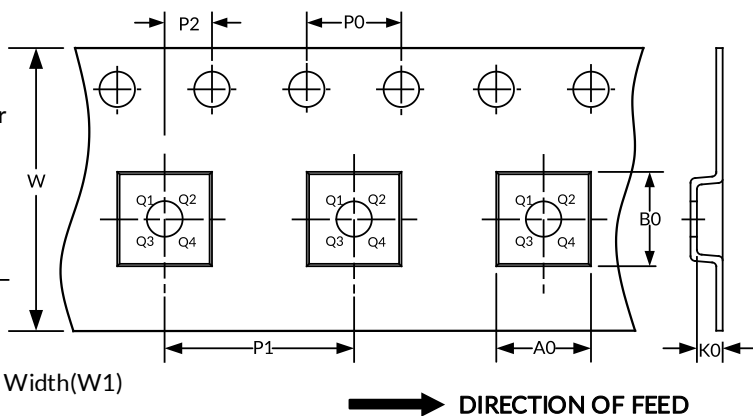 P2 P0
r
W
Q1 Q2 Q1 Q2 Q1 Q2
B0
Q3 Q4 Q3 Q4 Q3 Q4
P1 A0 K0
Width(W1)
DIRECTION OF FEED